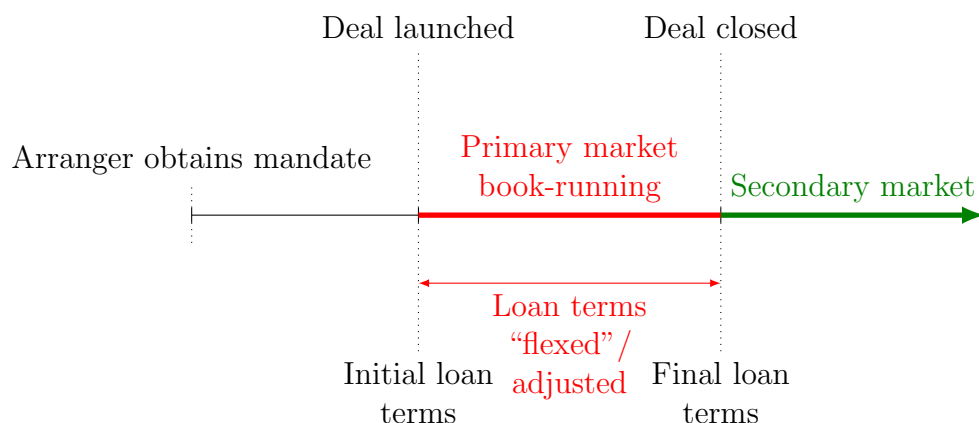 Deal launched
Deal closed
Arranger obtains mandate
Primary market
book-running
Secondary market
Loan terms
“flexed”/
adjusted
Initial loan
terms
Final loan
terms